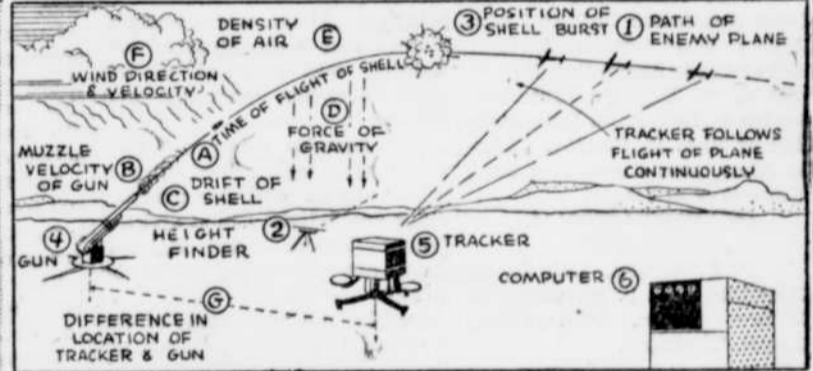 DENSITY
OF AIR
Ⓔ
③ POSITION OF
SHELL BURST
① PATH OF
ENEMY PLANE
Ⓕ
WIND DIRECTION
& VELOCITY
TIME OF FLIGHT OF SHELL
Ⓐ
Ⓓ
FORCE OF
GRAVITY
TRACKER FOLLOWS
FLIGHT OF PLANE
CONTINUOUSLY
MUZZLE
VELOCITY
OF GUN
Ⓑ
Ⓒ DRIFT OF
SHELL
④
GUN
HEIGHT
FINDER
②
⑤ TRACKER
COMPUTER ⑥
Ⓖ
DIFFERENCE IN
LOCATION OF
TRACKER & GUN